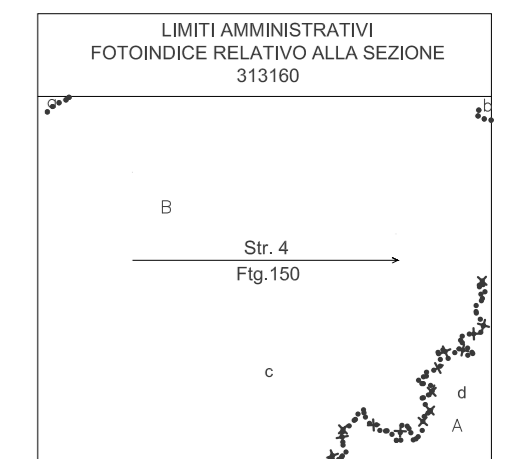 LIMITI AMMINISTRATIVI
FOTOINDICE RELATIVO ALLA SEZIONE
313160
a
b
B
Str. 4
Ftg.150
c
d
A